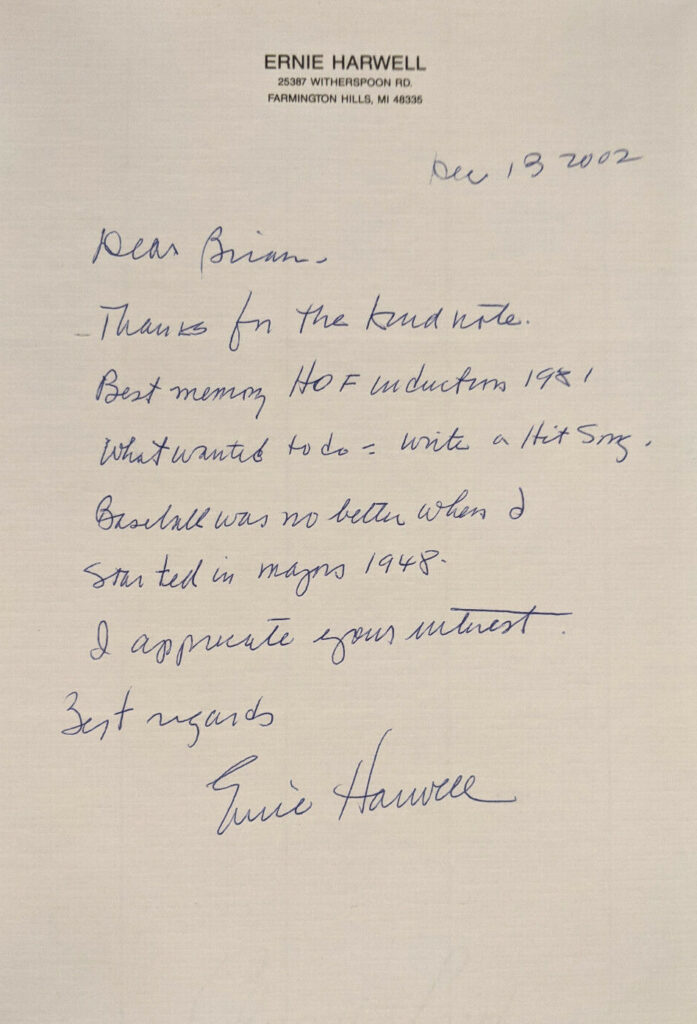 ERNIE HARWELL
25387 WITHERSPOON RD.
FARMINGTON HILLS, MI 48335
Dec 13 2002
Dear Brian -
Thanks for the kind note.
Best memory HOF induction 1981
What wanted to do = write a Hit Song.
Baseball was no better when I
started in majors 1948.
I apprecate your interest.
Best regards
Ernie Harwell